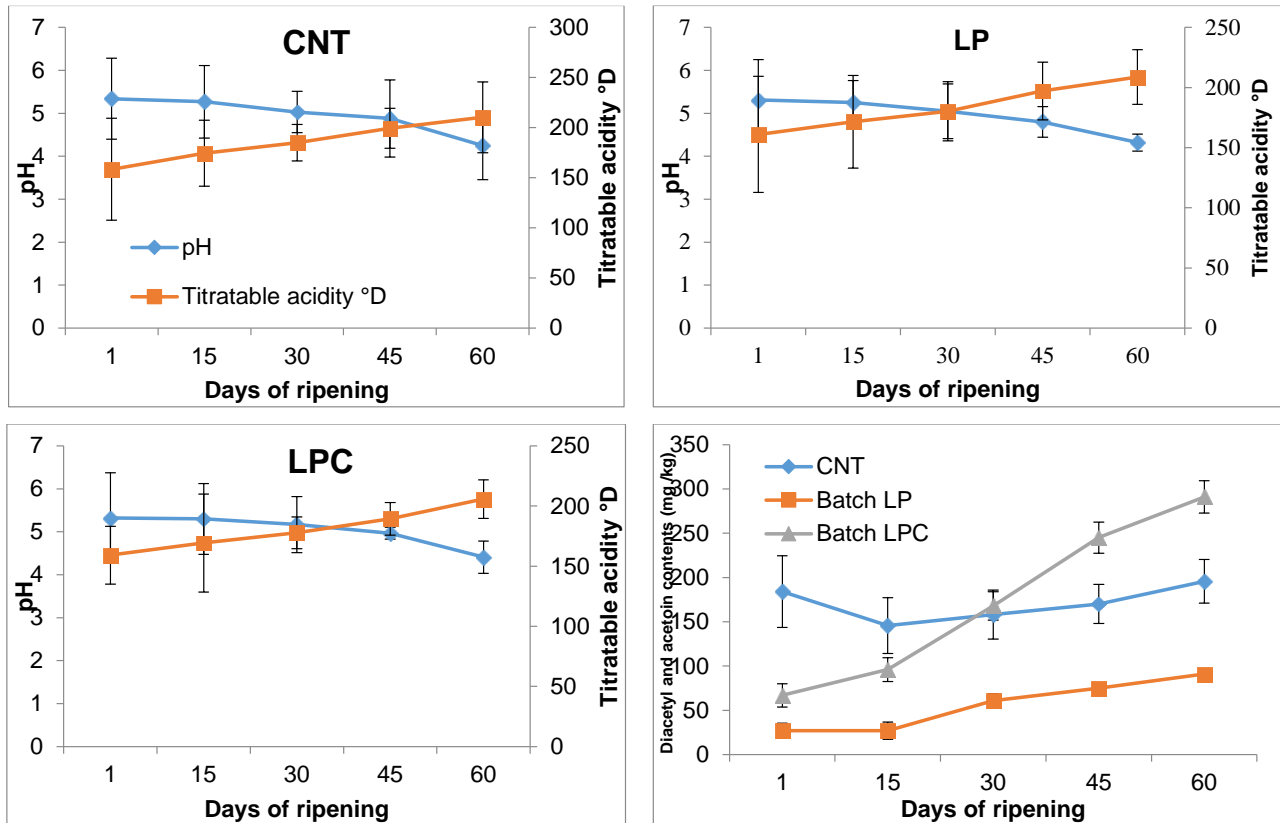 CNT
7
6
5
4
3
2
1
0
pH
300
250
200
150
100
50
0
Titratable acidity °D
pH
Titratable acidity °D
1 15 30 45 60
Days of ripening
LP
7
6
5
4
3
2
1
0
pH
250
200
150
100
50
0
Titratable acidity °D
1 15 30 45 60
Days of ripening
LPC
7
6
5
4
3
2
1
0
pH
250
200
150
100
50
0
Titratable acidity °D
1 15 30 45 60
Days of ripening
350
300
250
200
150
100
50
0
Diacetyl and acetoin contents (mg /kg)
CNT
Batch LP
Batch LPC
1 15 30 45 60
Days of ripening